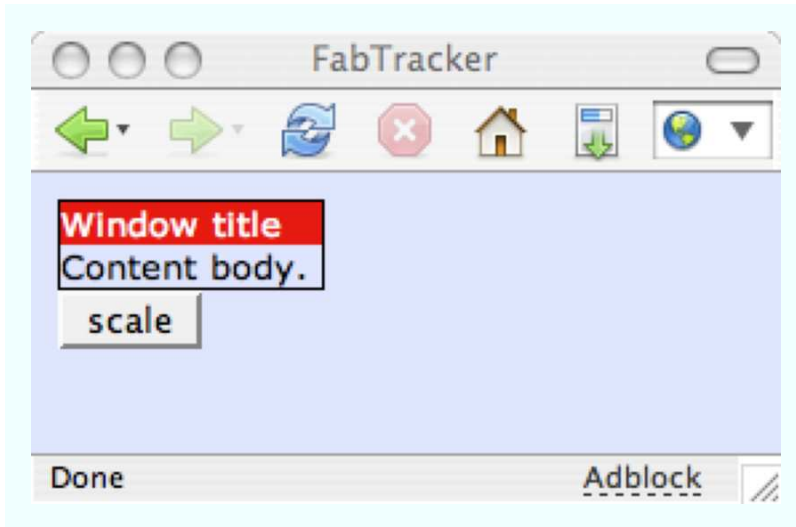 FabTracker
Window title
Content body.
scale
Done
Adblock